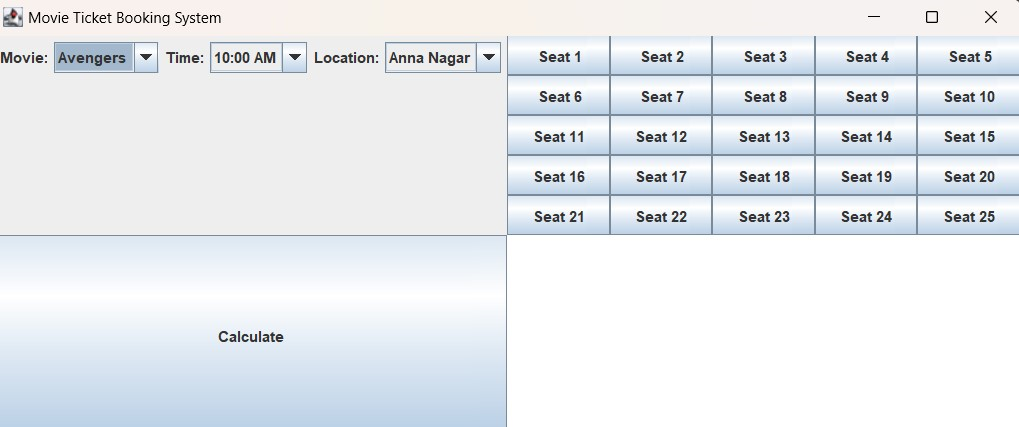 Movie Ticket Booking System
Movie: Avengers Time: 10:00 AM Location: Anna Nagar
Seat 1 Seat 2 Seat 3 Seat 4 Seat 5
Seat 6 Seat 7 Seat 8 Seat 9 Seat 10
Seat 11 Seat 12 Seat 13 Seat 14 Seat 15
Seat 16 Seat 17 Seat 18 Seat 19 Seat 20
Seat 21 Seat 22 Seat 23 Seat 24 Seat 25
Calculate